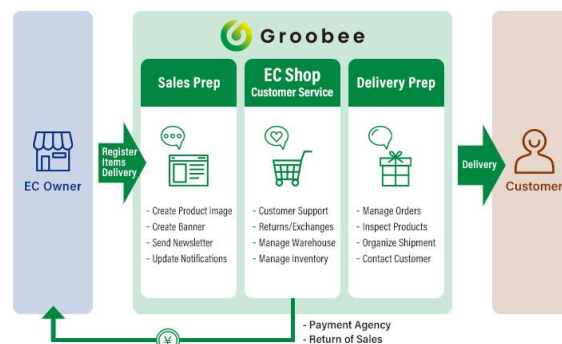 Groobee
Sales Prep
EC Shop
Customer Service
Delivery Prep
Register
Items
Delivery
EC Owner
- Create Product Image
- Create Banner
- Send Newsletter
- Update Notifications
- Customer Support
- Returns/Exchanges
- Manage Warehouse
- Manage Inventory
- Manage Orders
- Inspect Products
- Organize Shipment
- Contact Customer
Delivery
Customer
¥
- Payment Agency
- Return of Sales